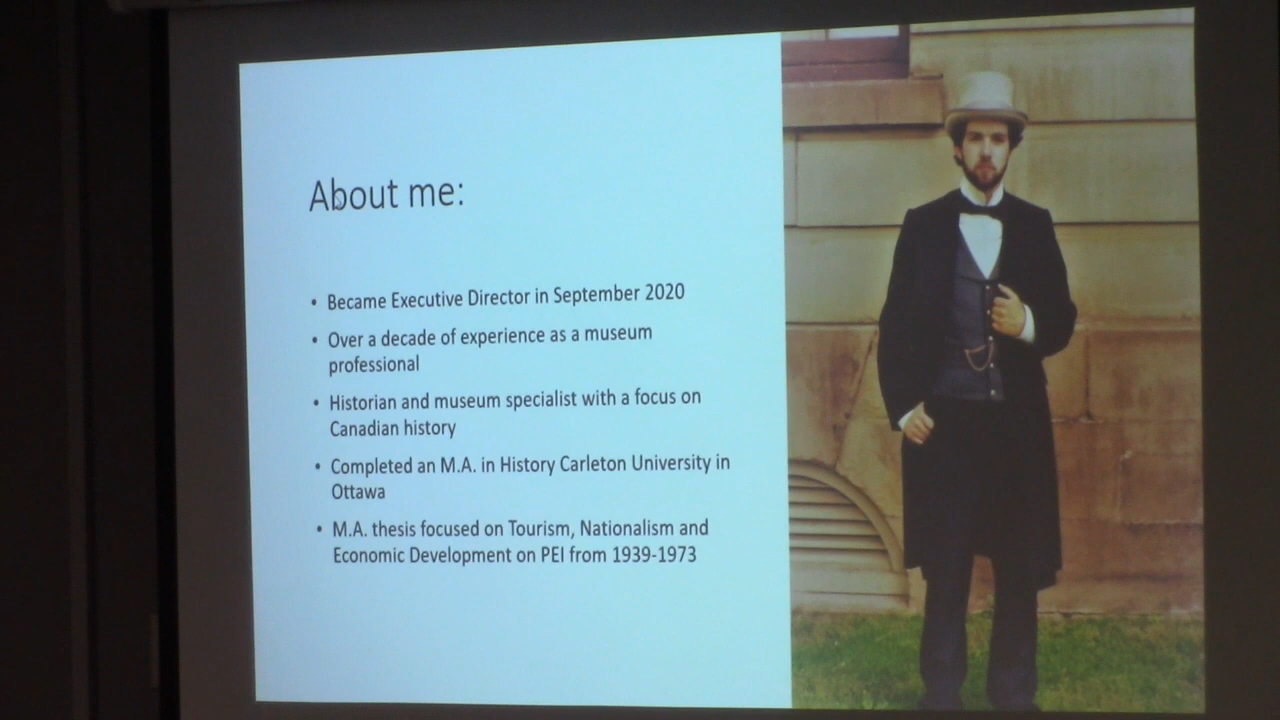 About me:
• Became Executive Director in September 2020
• Over a decade of experience as a museum
professional
• Historian and museum specialist with a focus on
Canadian history
• Completed an M.A. in History Carleton University in
Ottawa
• M.A. thesis focused on Tourism, Nationalism and
Economic Development on PEI from 1939-1973